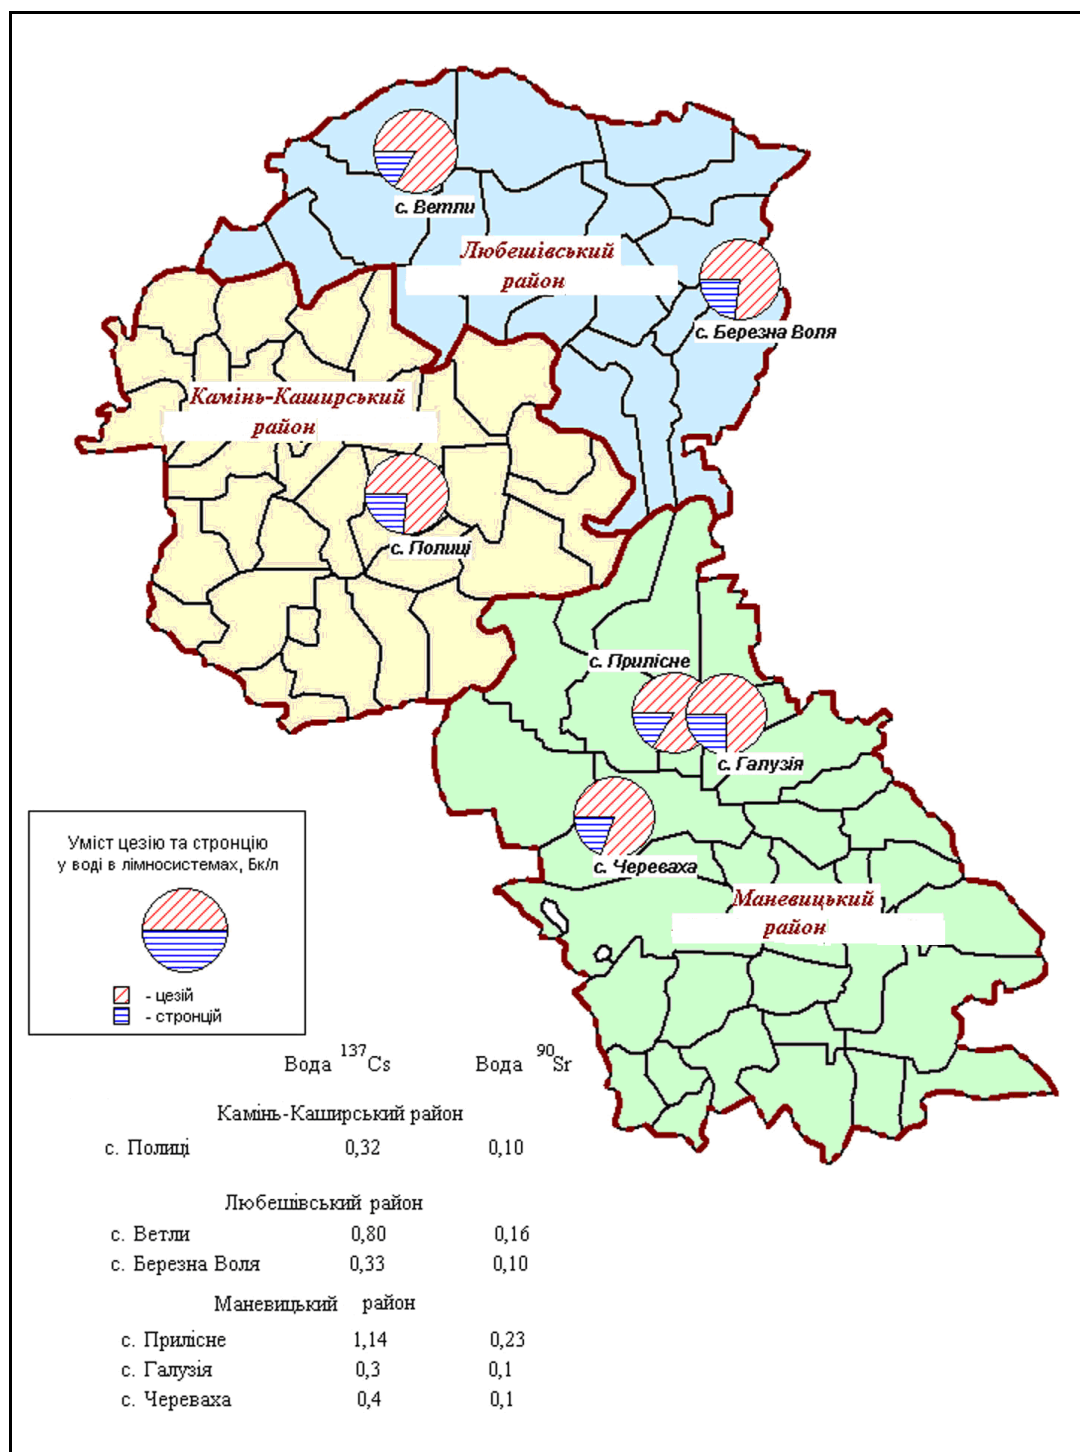 с. Ветли
Любешівський
район
с. Березна Воля
Камінь-Каширський
район
с. Полиці
с. Прилісне
с. Галузія
с. Череваха
Маневицький
район
Уміст цезію та стронцію
у воді в лімносистемах, Бк/л
- цезій
- стронцій
Вода 137Cs Вода 90Sr
Камінь-Каширський район
с. Полиці 0,32 0,10
Любешівський район
с. Ветли 0,80 0,16
с. Березна Воля 0,33 0,10
Маневицький район
с. Прилісне 1,14 0,23
с. Галузія 0,3 0,1
с. Череваха 0,4 0,1